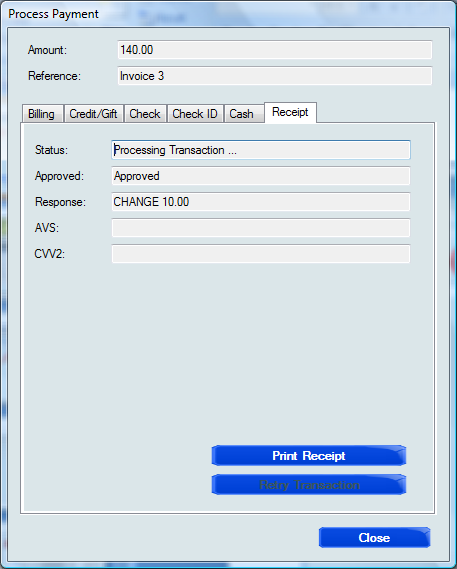 Process Payment
Amount: 140.00
Reference: Invoice 3
Billing Credit/Gift Check Check ID Cash Receipt
Status: Processing Transaction ...
Approved: Approved
Response: CHANGE 10.00
AVS:
CVV2:
Print Receipt
Retry Transaction
Close